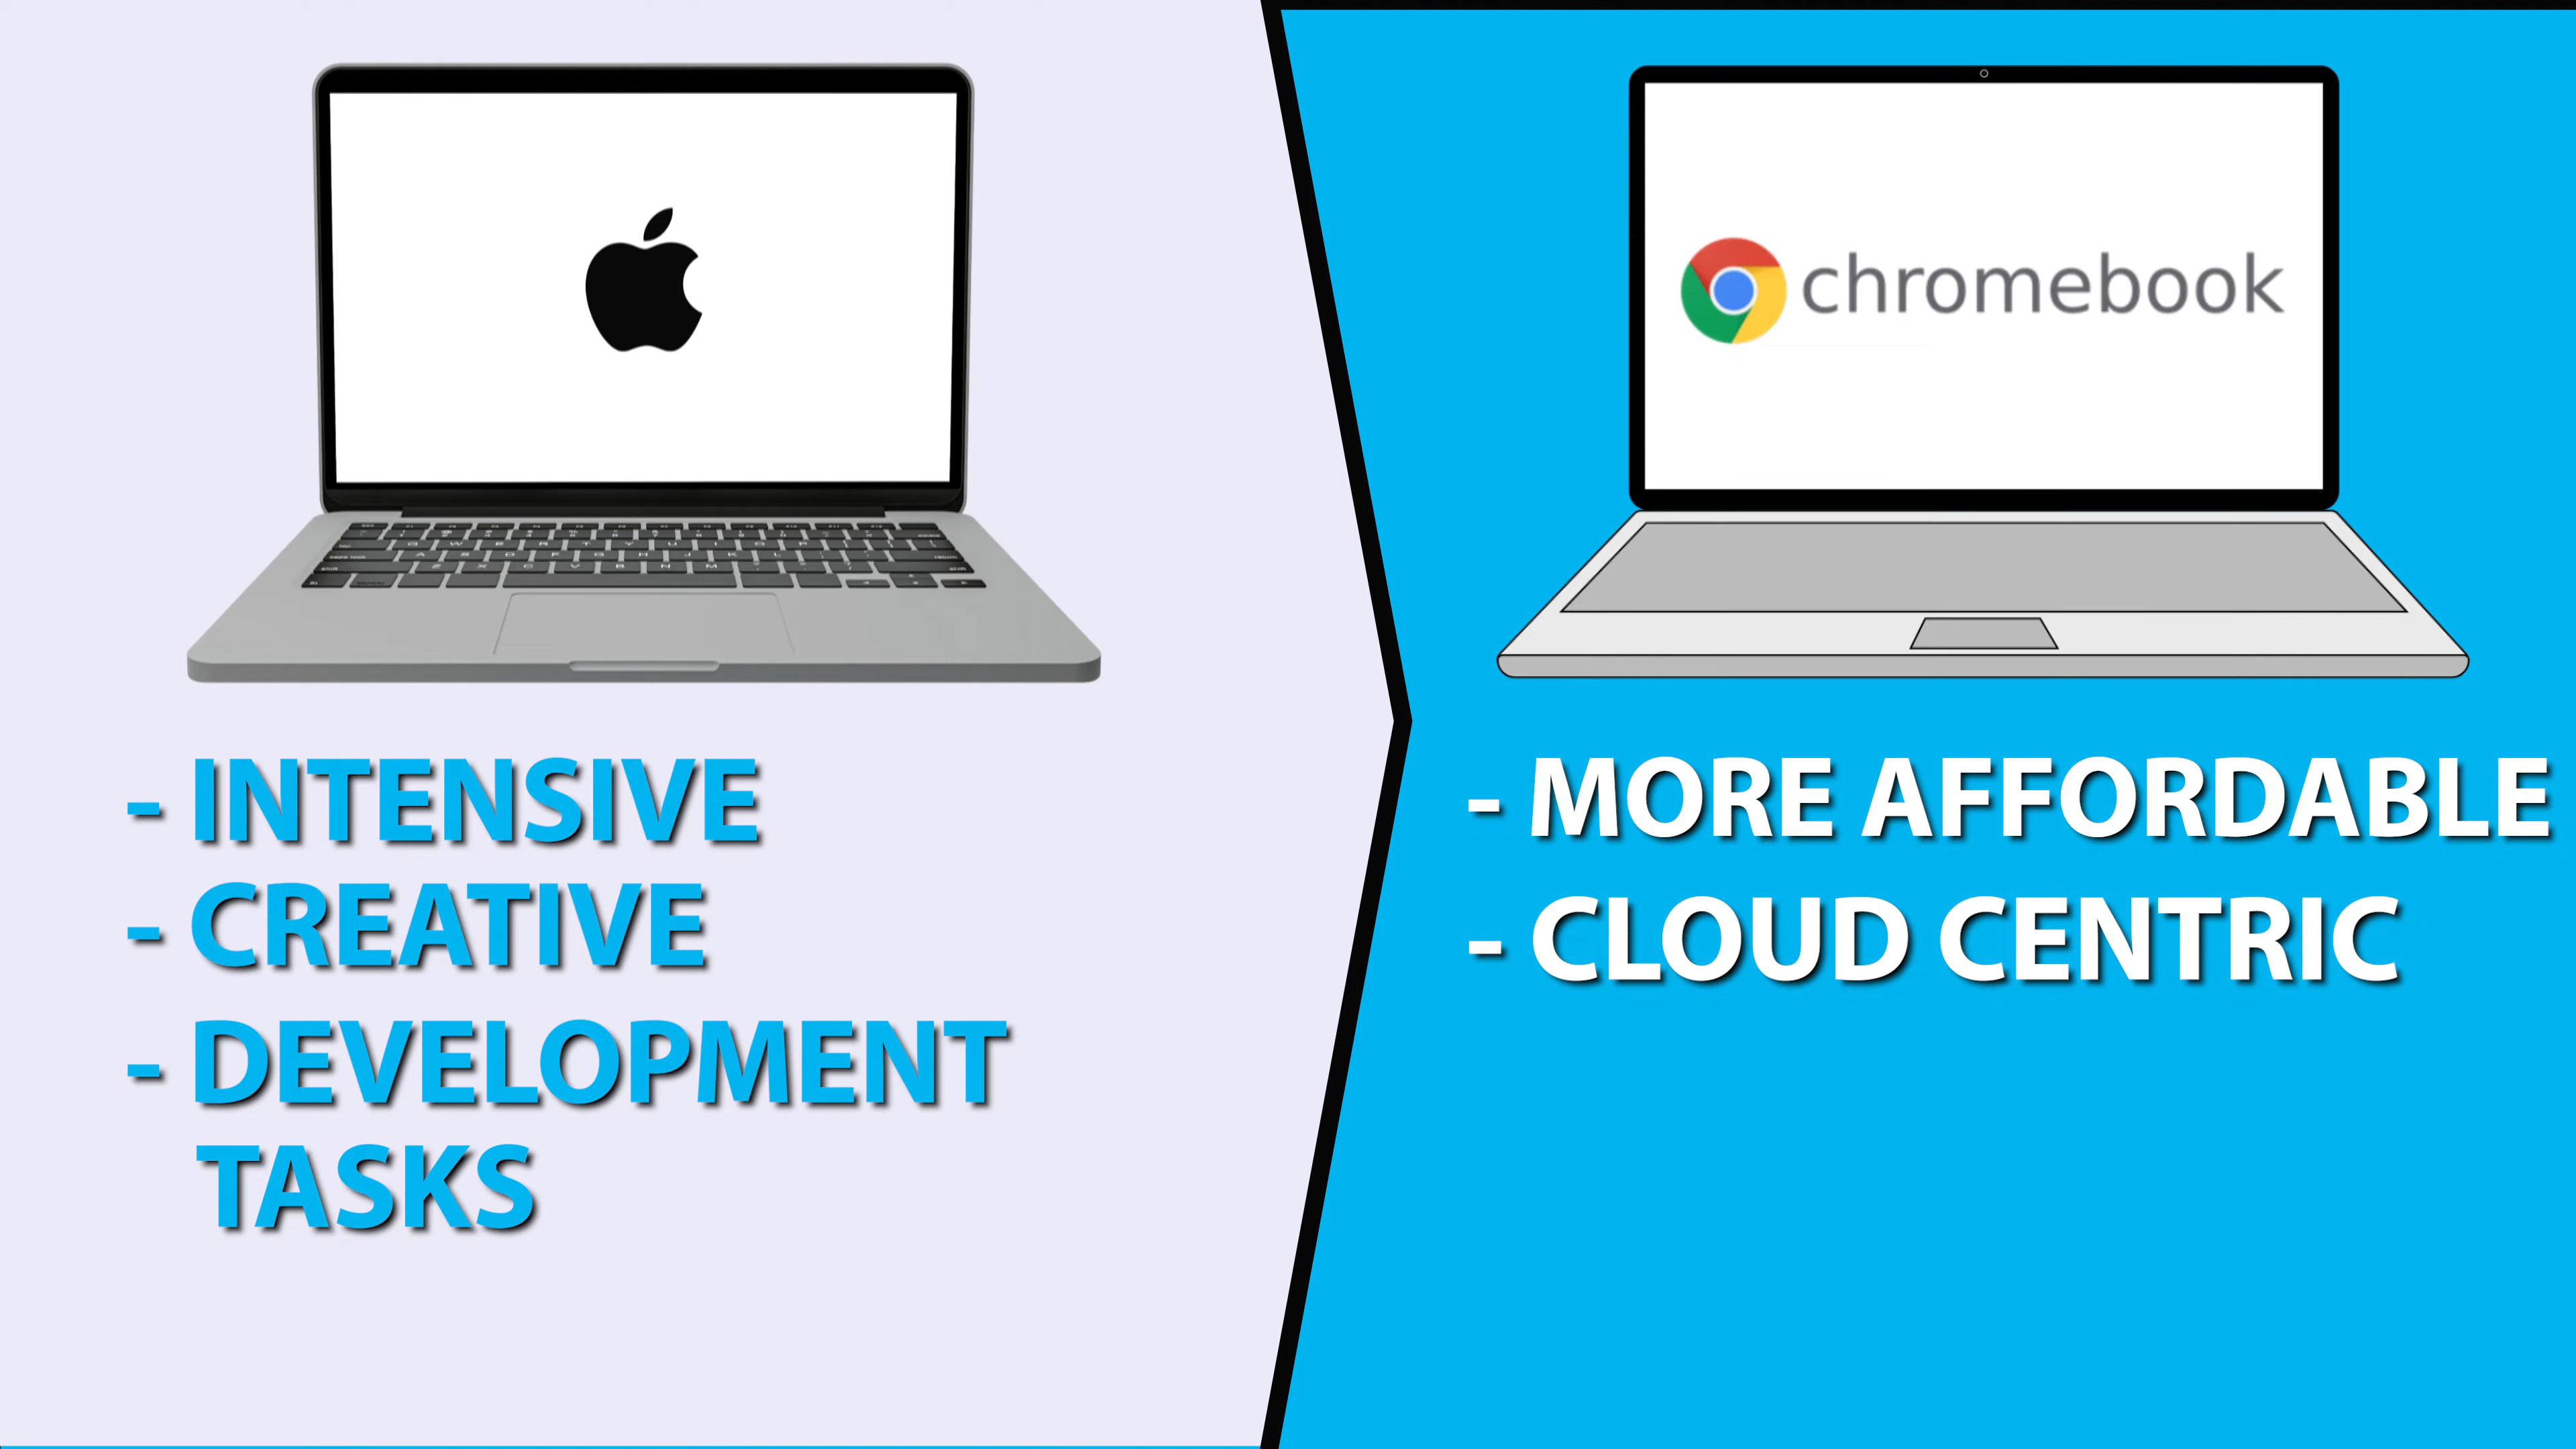 chromebook
- INTENSIVE
- CREATIVE
- DEVELOPMENT
TASKS
- MORE AFFORDABLE
- CLOUD CENTRIC